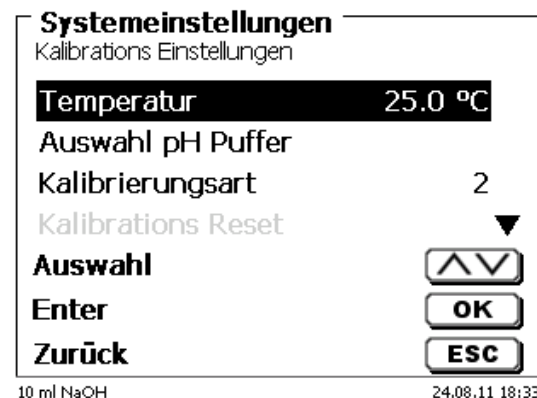 Systemeinstellungen
Kalibrations Einstellungen
Temperatur 25.0 ºC
Auswahl pH Puffer
Kalibrierungsart 2
Kalibrations Reset
Auswahl
Enter OK
Zurück ESC
10 ml NaOH 24.08.11 18:33